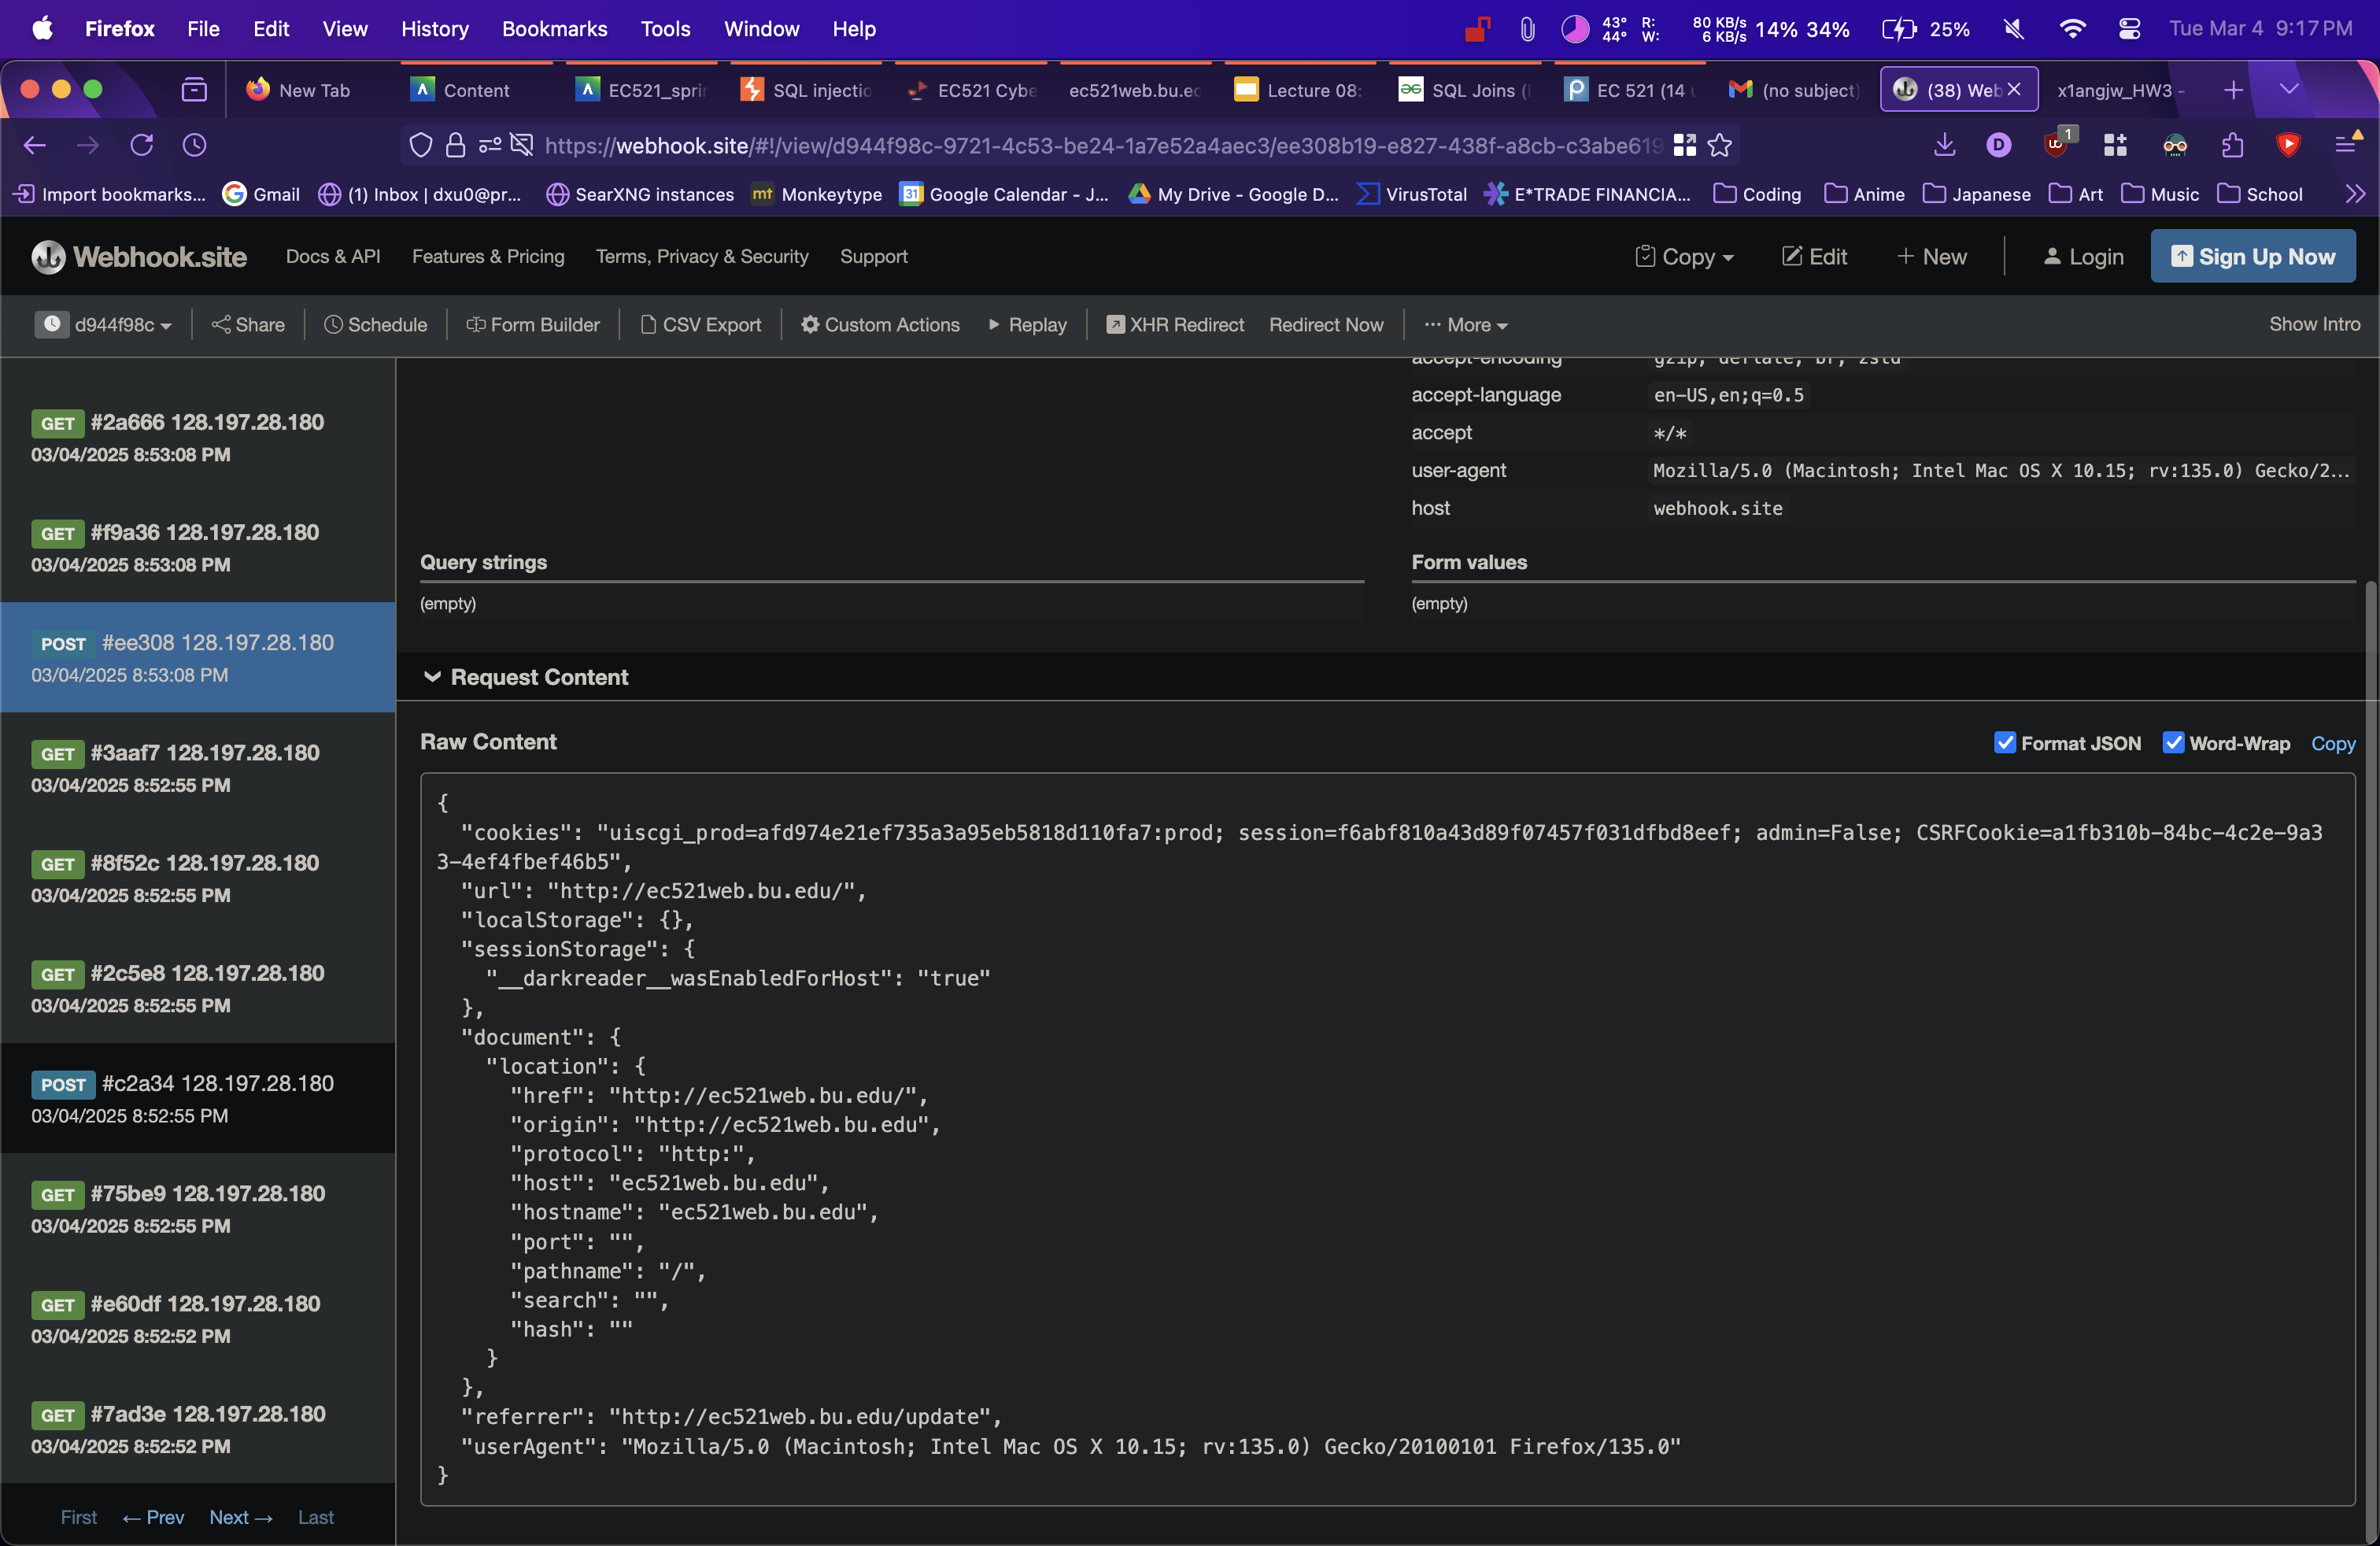 Firefox File Edit View History Bookmarks Tools Window Help 43° 44° R: W: 80 KB/s 6 KB/s 14% 34% 25% Tue Mar 4 9:17 PM
New Tab Content EC521_sprin SQL injectio EC521 Cybe ec521web.bu.ed Lecture 08: SQL Joins ( EC 521 (14 u (no subject) (38) Web x1angjw_HW3 -
https://webhook.site/#!/view/d944f98c-9721-4c53-be24-1a7e52a4aec3/ee308b19-e827-438f-a8cb-c3abe619 D 1
Import bookmarks... Gmail (1) Inbox | dxu0@pr... SearXNG instances mt Monkeytype 31 Google Calendar - J... My Drive - Google D... VirusTotal E*TRADE FINANCIA... Coding Anime Japanese Art Music School
Webhook.site Docs & API Features & Pricing Terms, Privacy & Security Support Copy Edit + New Login Sign Up Now
d944f98c Share Schedule Form Builder CSV Export Custom Actions Replay XHR Redirect Redirect Now ... More Show Intro
accept-encoding gzip, deflate, br, zstd
accept-language en-US,en;q=0.5
accept */*
user-agent Mozilla/5.0 (Macintosh; Intel Mac OS X 10.15; rv:135.0) Gecko/2...
host webhook.site
Query strings Form values
(empty) (empty)
GET #2a666 128.197.28.180
03/04/2025 8:53:08 PM
GET #f9a36 128.197.28.180
03/04/2025 8:53:08 PM
POST #ee308 128.197.28.180
03/04/2025 8:53:08 PM
GET #3aaf7 128.197.28.180
03/04/2025 8:52:55 PM
GET #8f52c 128.197.28.180
03/04/2025 8:52:55 PM
GET #2c5e8 128.197.28.180
03/04/2025 8:52:55 PM
POST #c2a34 128.197.28.180
03/04/2025 8:52:55 PM
GET #75be9 128.197.28.180
03/04/2025 8:52:55 PM
GET #e60df 128.197.28.180
03/04/2025 8:52:52 PM
GET #7ad3e 128.197.28.180
03/04/2025 8:52:52 PM
First ← Prev Next → Last
Request Content
Raw Content Format JSON Word-Wrap Copy
{
"cookies": "uiscgi_prod=afd974e21ef735a3a95eb5818d110fa7:prod; session=f6abf810a43d89f07457f031dfbd8eef; admin=False; CSRFCookie=a1fb310b-84bc-4c2e-9a3
3-4ef4fbef46b5",
"url": "http://ec521web.bu.edu/",
"localStorage": {},
"sessionStorage": {
"__darkreader__wasEnabledForHost": "true"
},
"document": {
"location": {
"href": "http://ec521web.bu.edu/",
"origin": "http://ec521web.bu.edu",
"protocol": "http:",
"host": "ec521web.bu.edu",
"hostname": "ec521web.bu.edu",
"port": "",
"pathname": "/",
"search": "",
"hash": ""
}
},
"referrer": "http://ec521web.bu.edu/update",
"userAgent": "Mozilla/5.0 (Macintosh; Intel Mac OS X 10.15; rv:135.0) Gecko/20100101 Firefox/135.0"
}